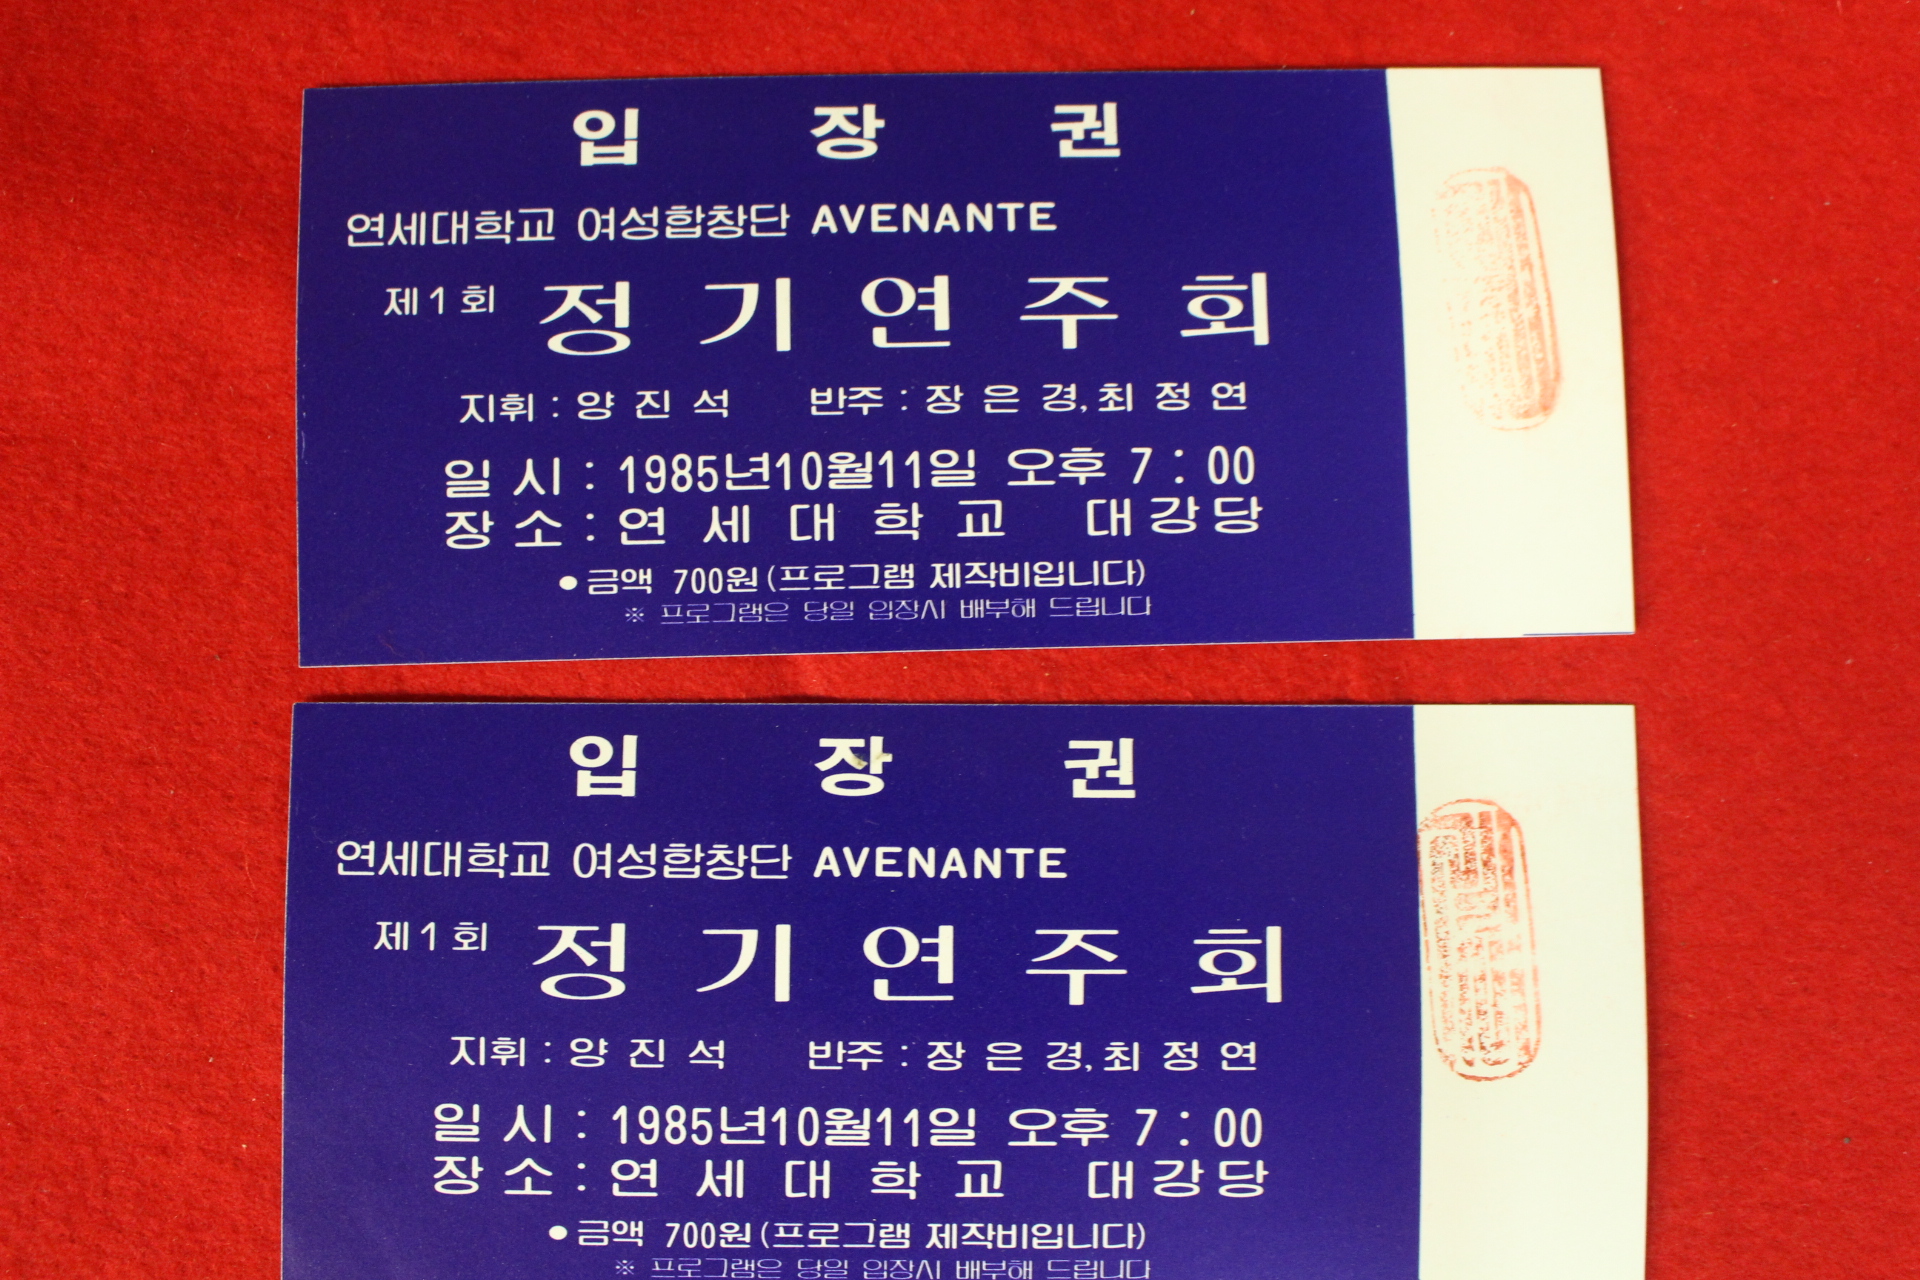 입 장 권
연세대학교 여성합창단 AVENANTE
제1회 정기연주회
지휘 : 양 진 석 반주 : 장 은 경, 최 정 연
일 시 : 1985년10월11일 오후 7 : 00
장 소 : 연 세 대 학 교 대강당
● 금액 700원 (프로그램 제작비입니다)
※ 프로그램은 당일 입장시 배부해 드립니다
입 장 권
연세대학교 여성합창단 AVENANTE
제1회 정기연주회
지휘 : 양 진 석 반주 : 장 은 경, 최 정 연
일 시 : 1985년10월11일 오후 7 : 00
장 소 : 연 세 대 학 교 대강당
● 금액 700원 (프로그램 제작비입니다)
※ 프로그램은 당일 입장시 배부해 드립니다